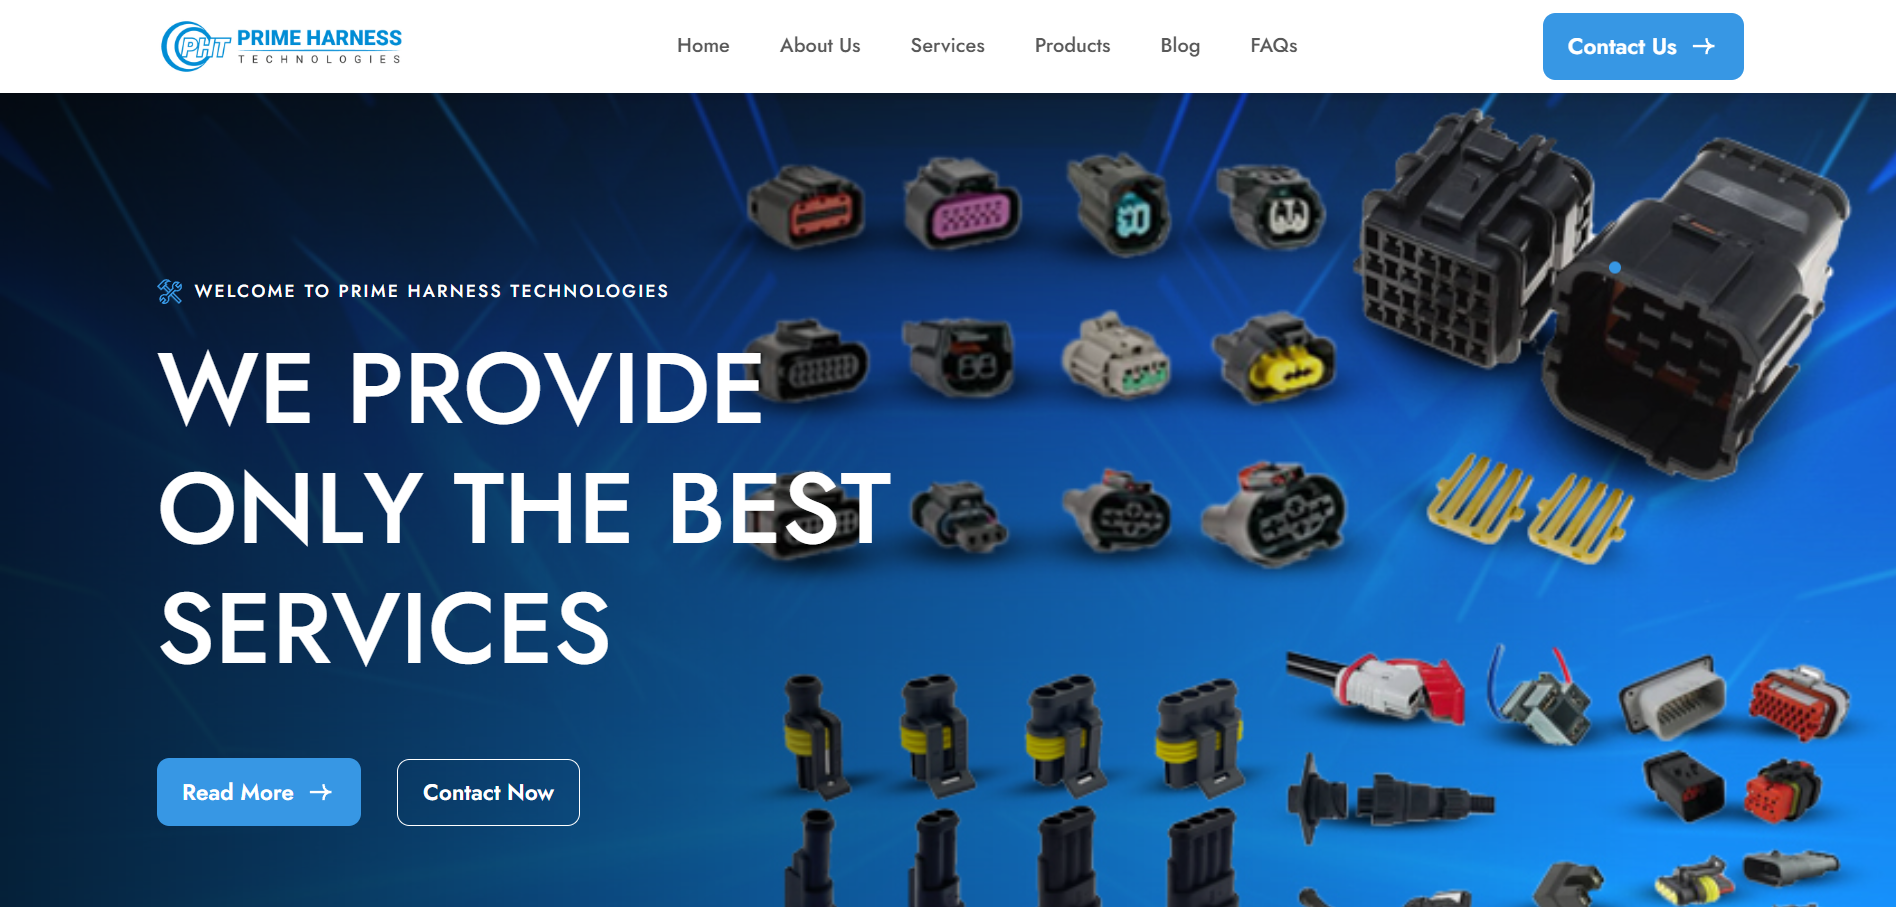 PHT PRIME HARNESS
TECHNOLOGIES
Home About Us Services Products Blog FAQs
Contact Us
WELCOME TO PRIME HARNESS TECHNOLOGIES
WE PROVIDE
ONLY THE BEST
SERVICES
Read More
Contact Now